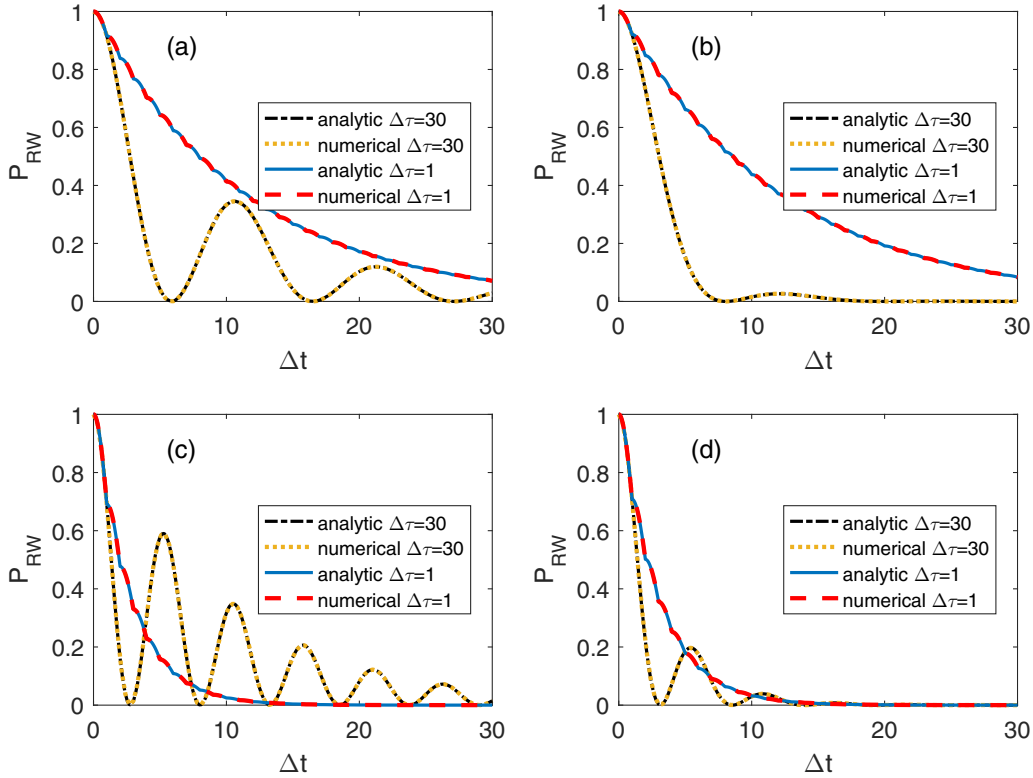 (a)
P_RW
1
0.8
0.6
0.4
0.2
0
analytic Δτ=30
numerical Δτ=30
analytic Δτ=1
numerical Δτ=1
0 10 20 30
Δt
(b)
P_RW
1
0.8
0.6
0.4
0.2
0
analytic Δτ=30
numerical Δτ=30
analytic Δτ=1
numerical Δτ=1
0 10 20 30
Δt
(c)
P_RW
1
0.8
0.6
0.4
0.2
0
analytic Δτ=30
numerical Δτ=30
analytic Δτ=1
numerical Δτ=1
0 10 20 30
Δt
(d)
P_RW
1
0.8
0.6
0.4
0.2
0
analytic Δτ=30
numerical Δτ=30
analytic Δτ=1
numerical Δτ=1
0 10 20 30
Δt